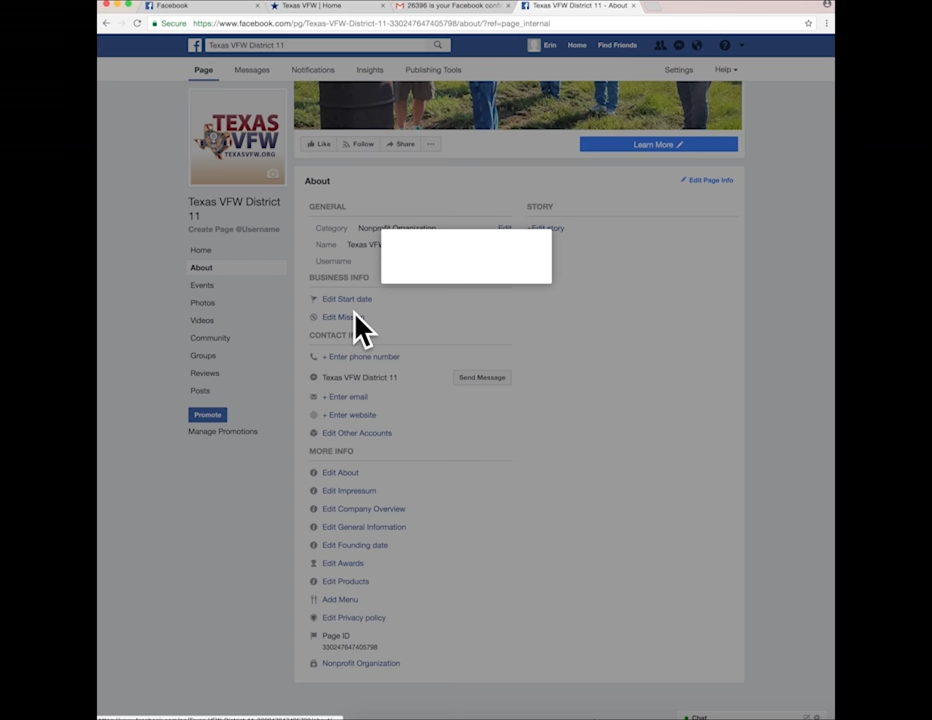 Facebook
Texas VFW | Home
26396 is your Facebook confi
Texas VFW District 11 - About
Secure https://www.facebook.com/pg/Texas-VFW-District-11-330247647405798/about/?ref=page_internal
Texas VFW District 11
Erin Home Find Friends
Page Messages Notifications Insights Publishing Tools Settings Help
TEXAS
VFW
TEXASVFW.ORG
Like Follow Share Learn More
About
Edit Page Info
Texas VFW District
11
Create Page @Username
Home
About
Events
Photos
Videos
Community
Groups
Reviews
Posts
Promote
Manage Promotions
GENERAL
Category Nonprofit Organization Edit
Name Texas VF
Username
BUSINESS INFO
Edit Start date
Edit
CONTACT
+ Enter phone number
Texas VFW District 11 Send Message
+ Enter email
+ Enter website
Edit Other Accounts
MORE INFO
Edit About
Edit Impressum
Edit Company Overview
Edit General Information
Edit Founding date
Edit Awards
Edit Products
Add Menu
Edit Privacy policy
Page ID
330247647405798
Nonprofit Organization
STORY
+Edit story
Chat